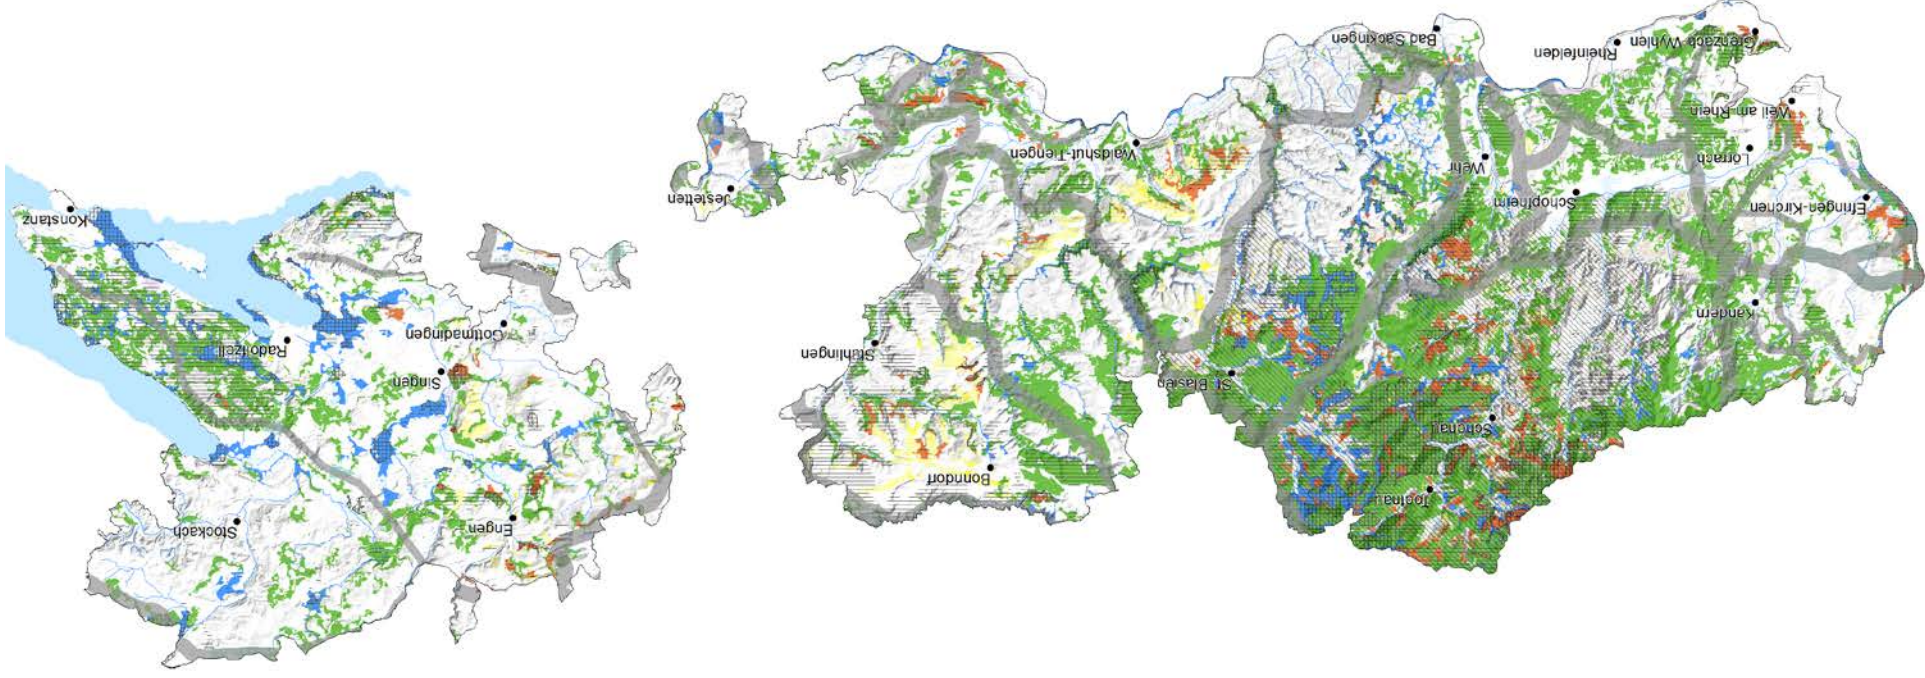 Stockach
Engen
Todtnau
Bonndorf
Schönau
St. Blasien
Singen
Stühlingen
Radolfzell
Gottmadingen
Kandern
Konstanz
Efringen-Kirchen
Schopfheim
Jestetten
Wehr
Lörrach
Waldshut-Tiengen
Weil am Rhein
Rheinfelden
Grenzach Wyhlen
Bad Säckingen